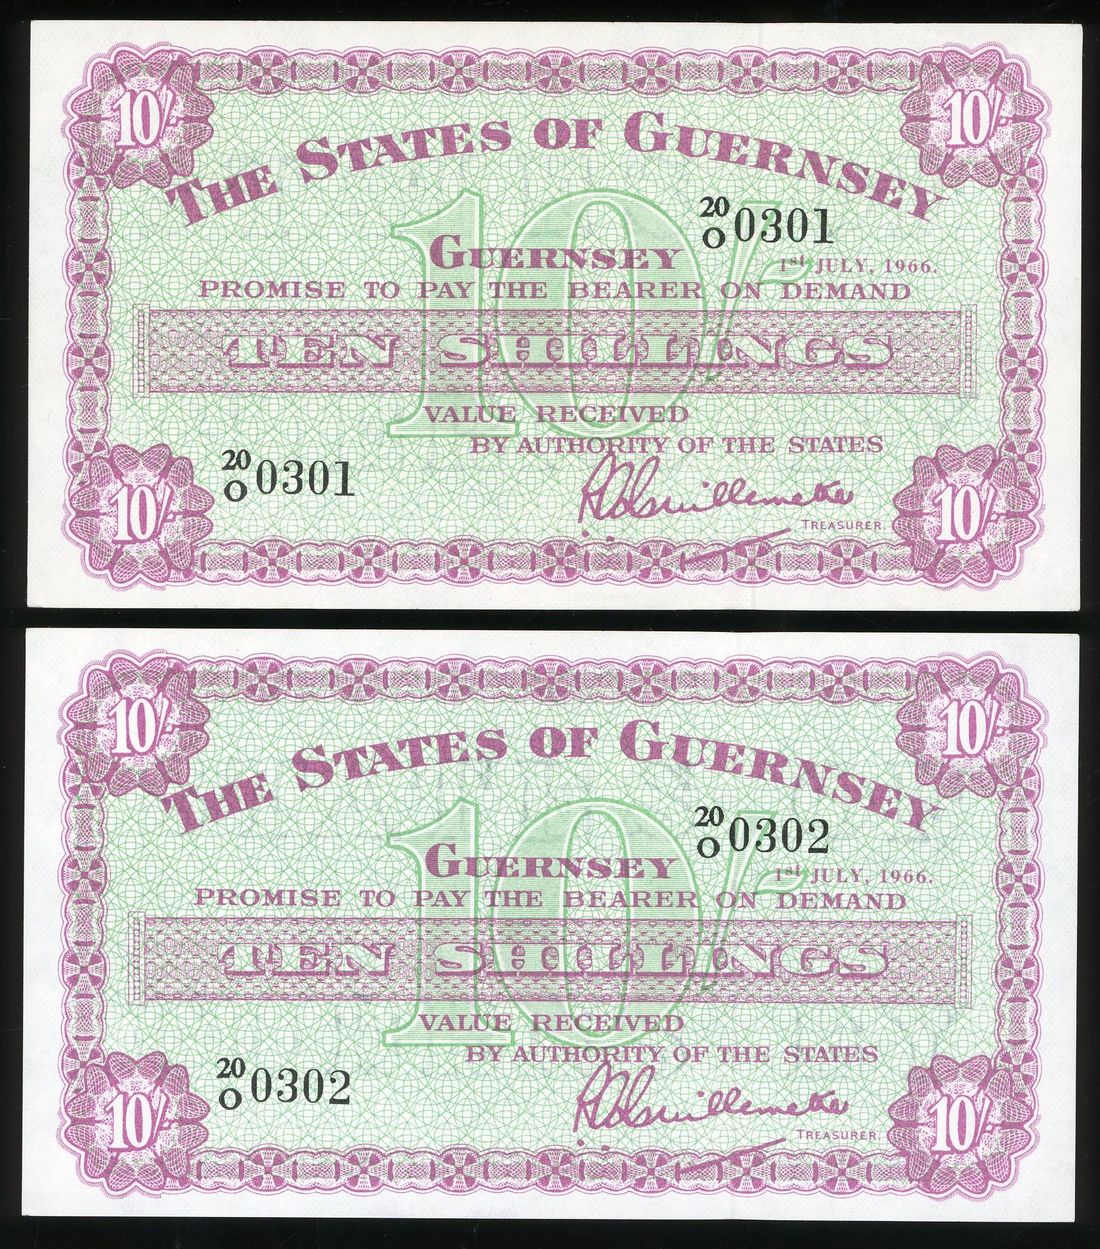 10/- 10/-
THE STATES OF GUERNSEY
20/O 0301
10/-
GUERNSEY
1st JULY, 1966.
PROMISE TO PAY THE BEARER ON DEMAND
TEN SHILLINGS
VALUE RECEIVED
BY AUTHORITY OF THE STATES
20/O 0301
TREASURER.
10/- 10/-
10/- 10/-
THE STATES OF GUERNSEY
20/O 0302
10/-
GUERNSEY
1st JULY, 1966.
PROMISE TO PAY THE BEARER ON DEMAND
TEN SHILLINGS
VALUE RECEIVED
BY AUTHORITY OF THE STATES
20/O 0302
TREASURER.
10/- 10/-